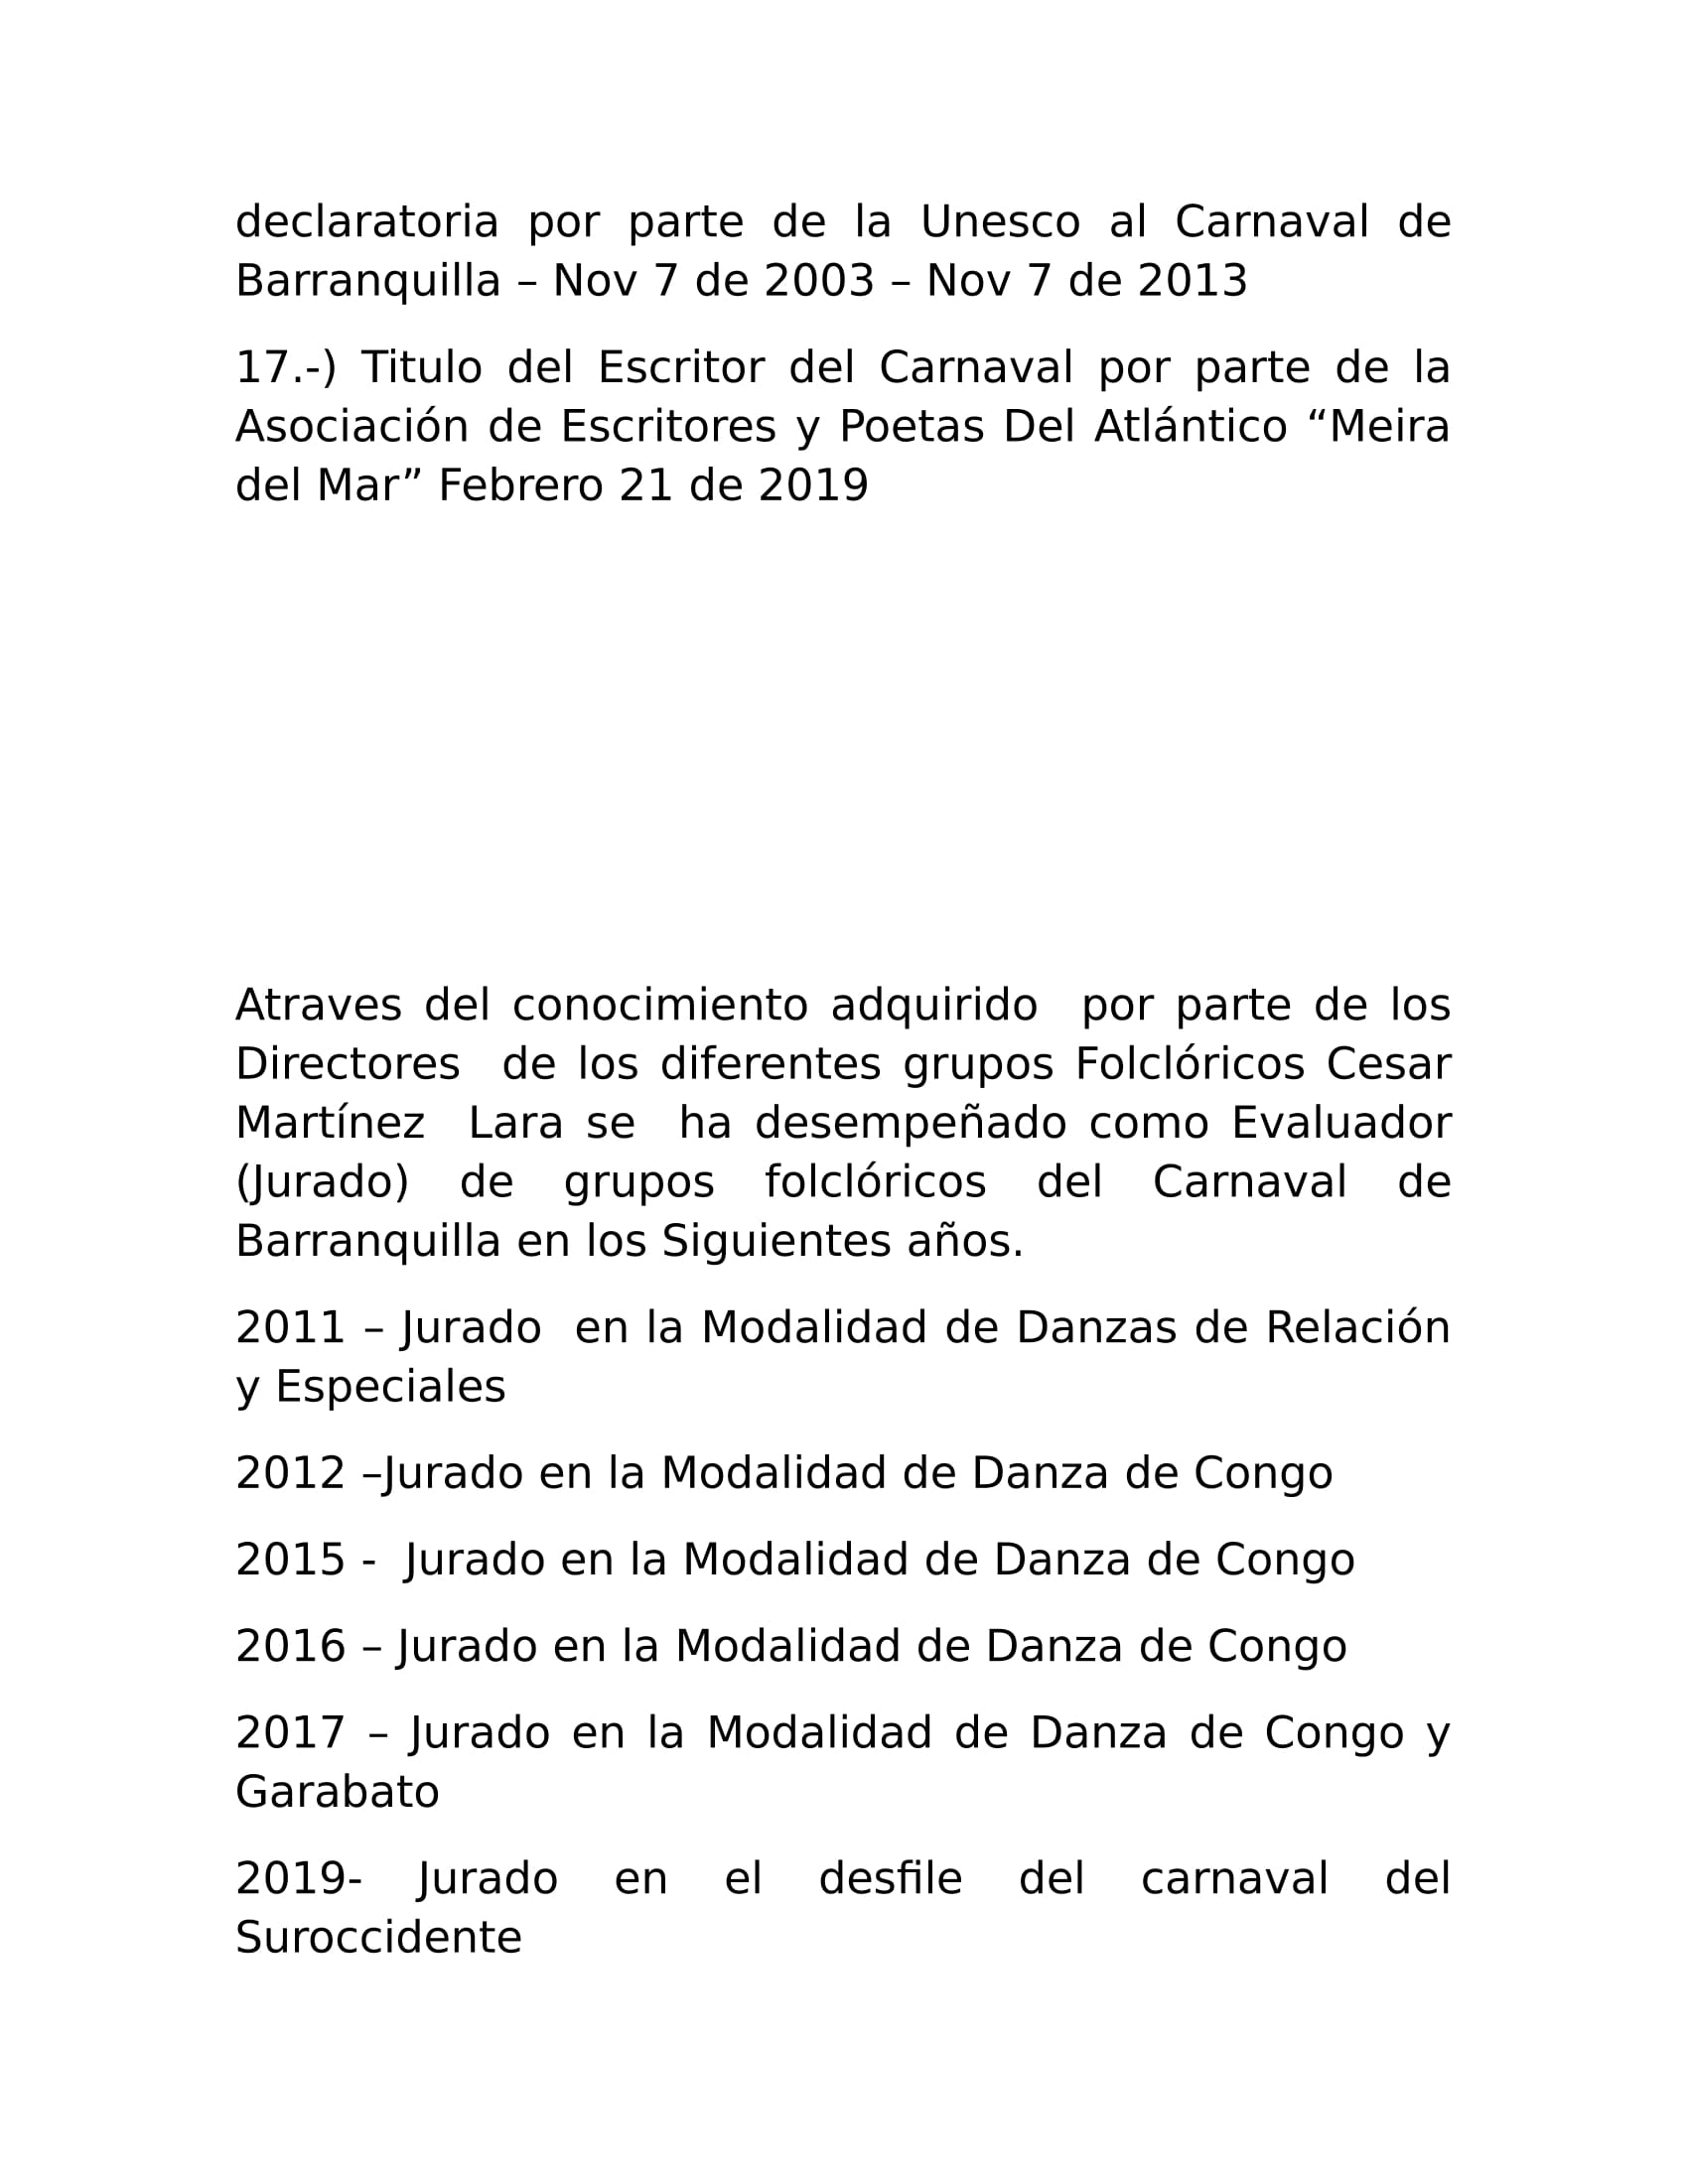 declaratoria por parte de la Unesco al Carnaval de
Barranquilla – Nov 7 de 2003 – Nov 7 de 2013
17.-) Titulo del Escritor del Carnaval por parte de la
Asociación de Escritores y Poetas Del Atlántico “Meira
del Mar” Febrero 21 de 2019
Atraves del conocimiento adquirido  por parte de los
Directores  de los diferentes grupos Folclóricos Cesar
Martínez  Lara se  ha desempeñado como Evaluador
(Jurado) de grupos folclóricos del Carnaval de
Barranquilla en los Siguientes años.
2011 – Jurado  en la Modalidad de Danzas de Relación
y Especiales
2012 –Jurado en la Modalidad de Danza de Congo
2015 -  Jurado en la Modalidad de Danza de Congo
2016 – Jurado en la Modalidad de Danza de Congo
2017 – Jurado en la Modalidad de Danza de Congo y
Garabato
2019- Jurado en el desfile del carnaval del
Suroccidente